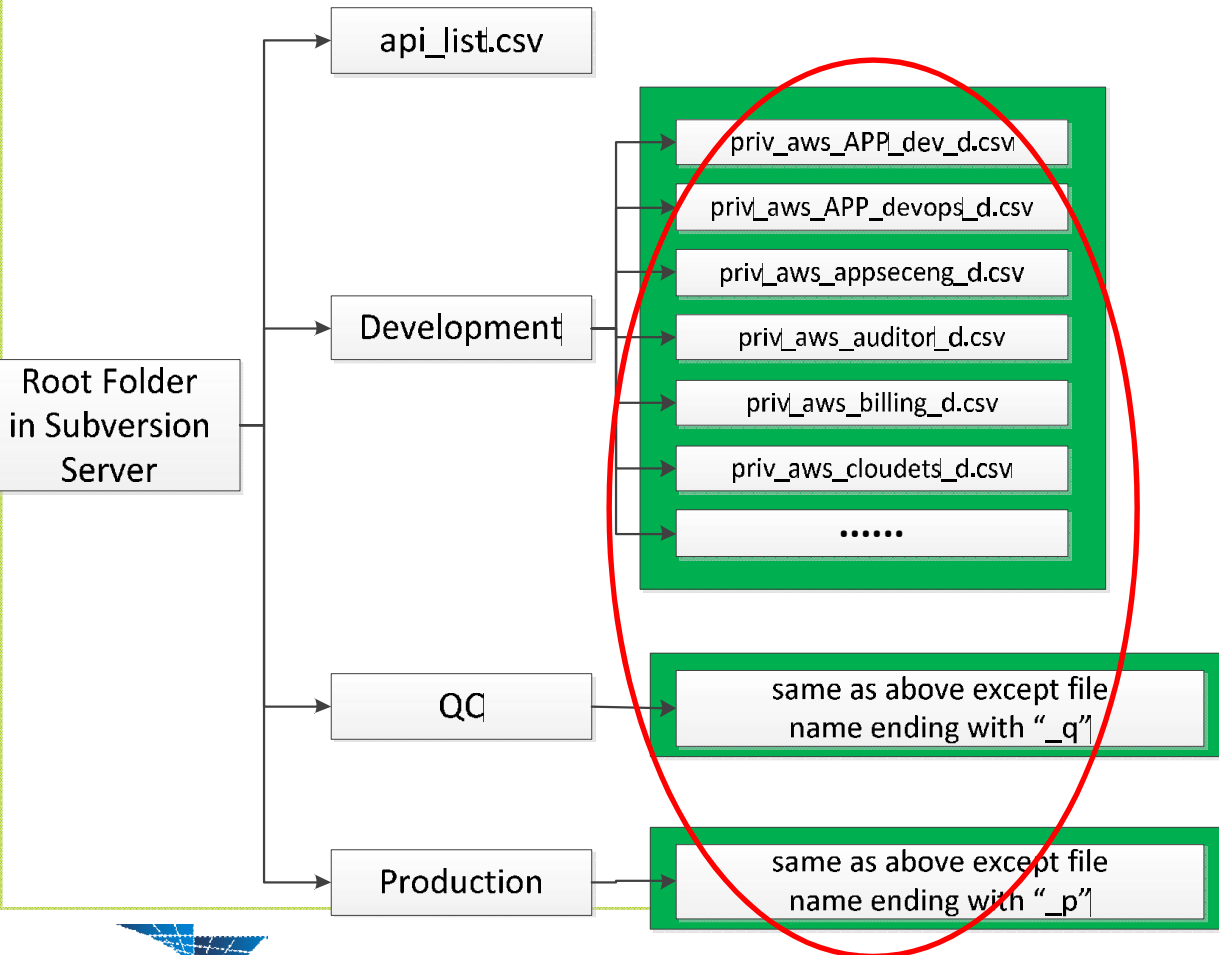 api_list.csv
priv_aws_APP_dev_d.csv
priv_aws_APP_devops_d.csv
priv_aws_appseceng_d.csv
Development
priv_aws_auditor_d.csv
Root Folder
in Subversion
Server
priv_aws_billing_d.csv
priv_aws_cloudets_d.csv
......
QC
same as above except file
name ending with “_q”
Production
same as above except file
name ending with “_p”